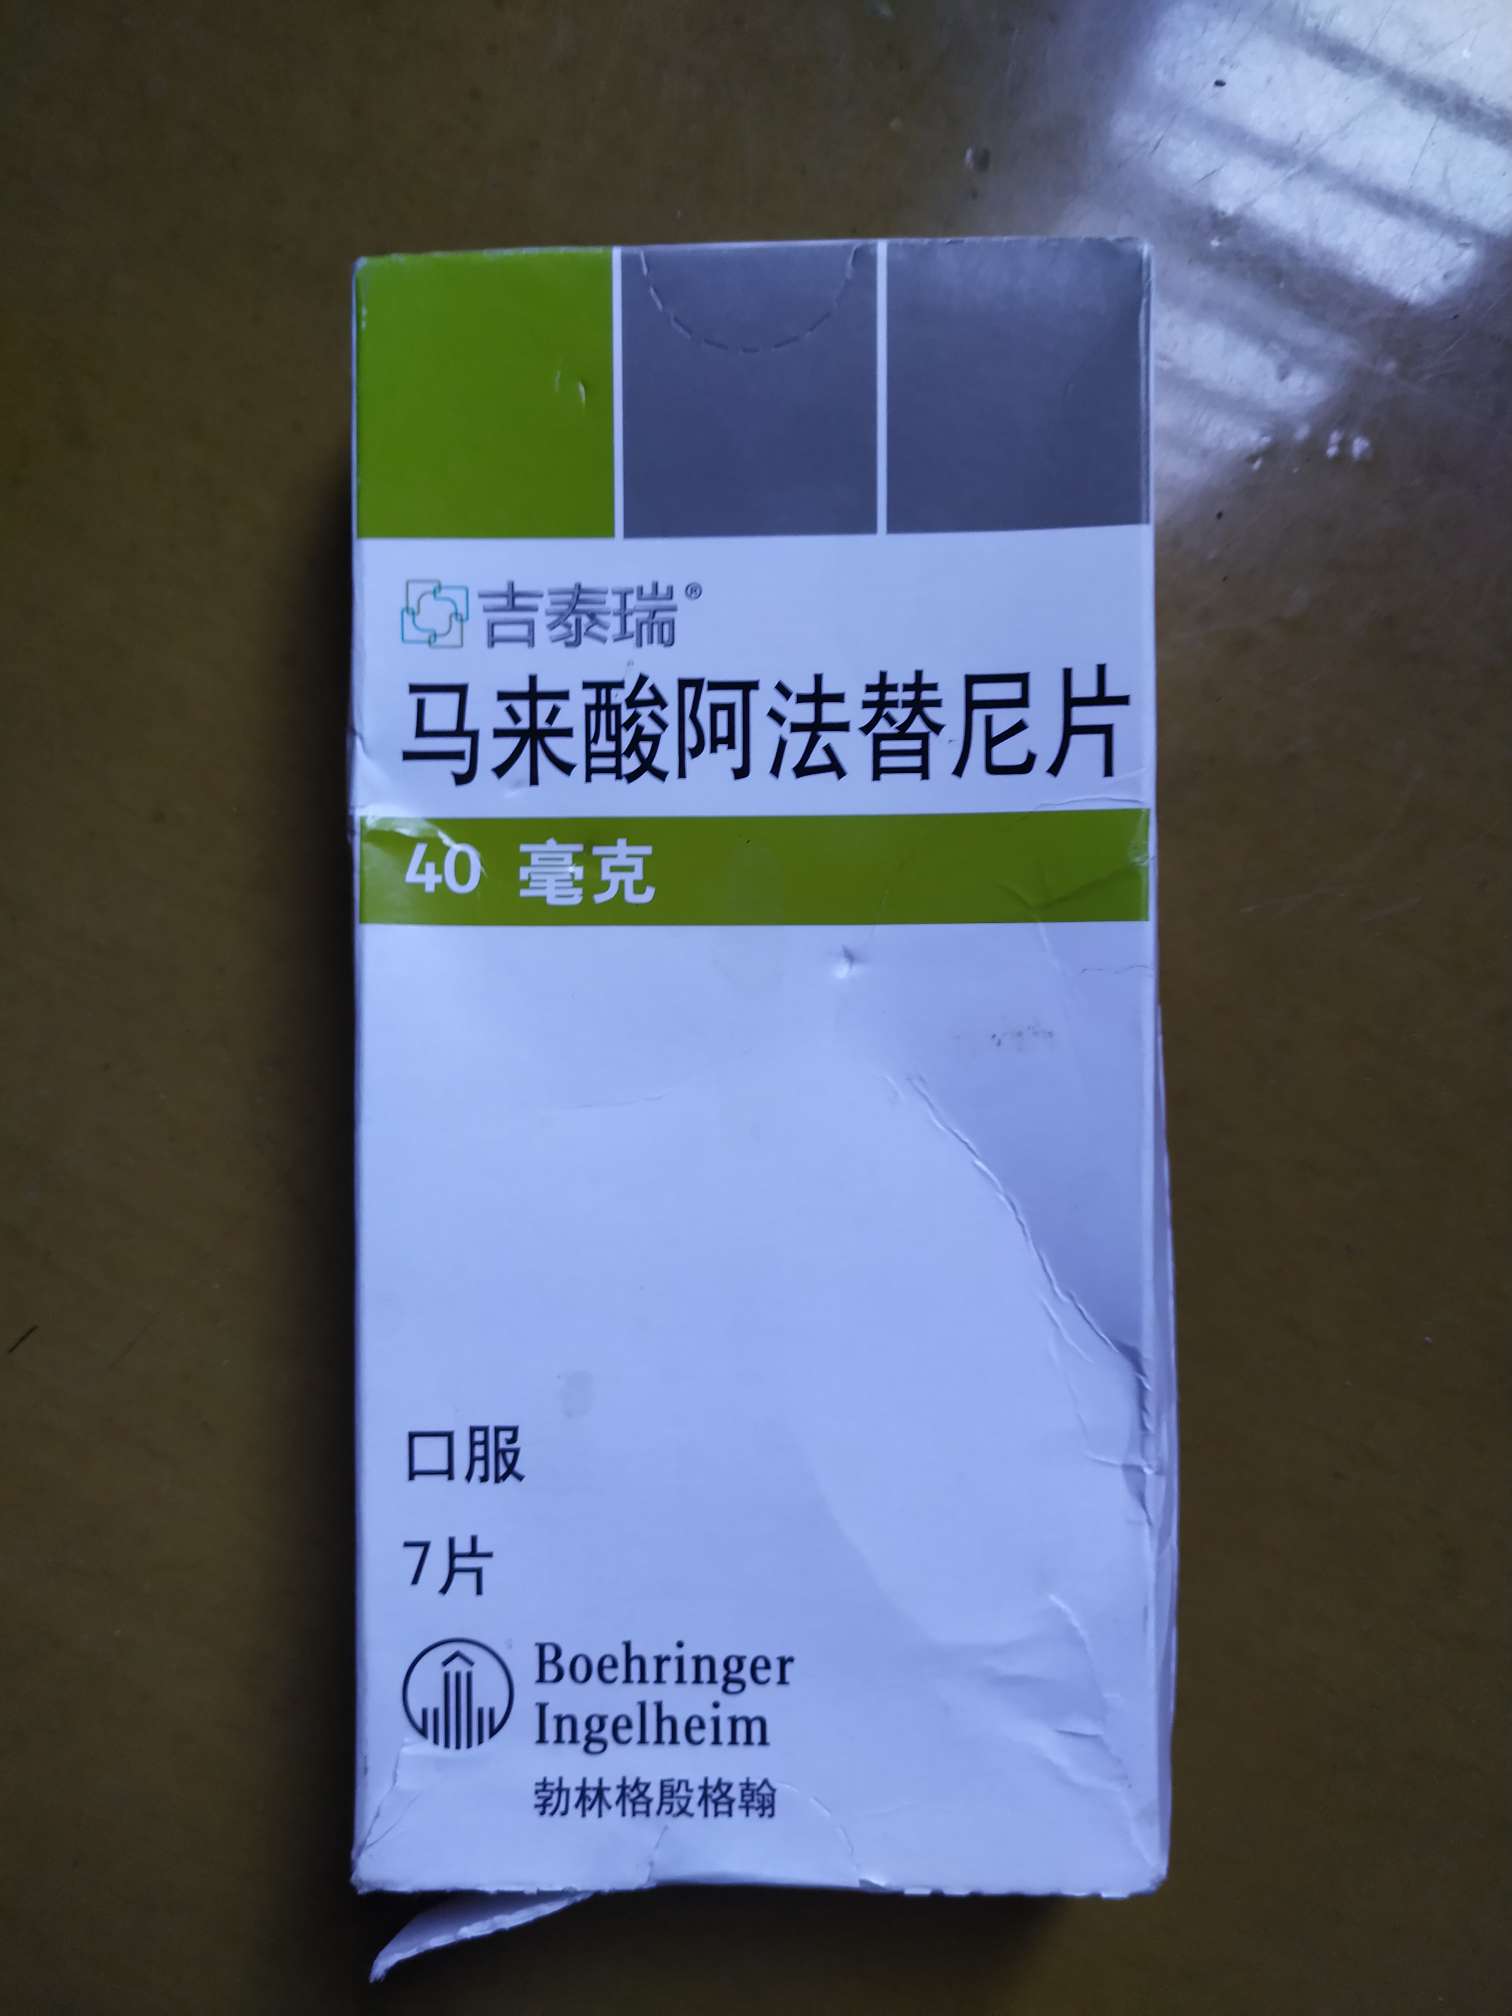 吉泰瑞®
马来酸阿法替尼片
40 毫克
口服
7片
Boehringer
Ingelheim
勃林格殷格翰